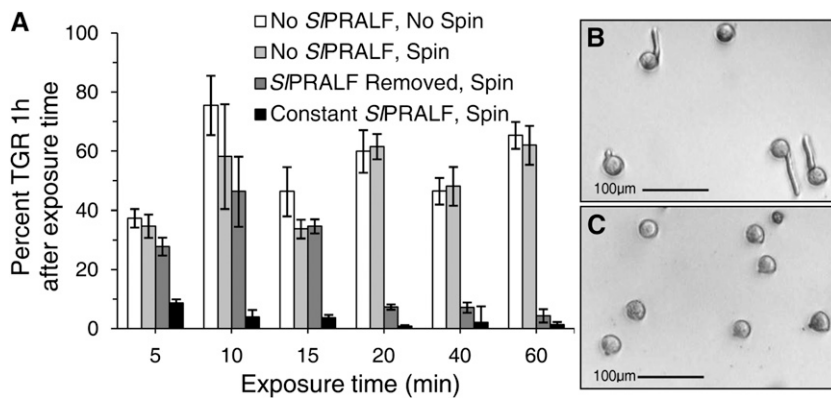 A
Percent TGR 1h
after exposure time
100
80
60
40
20
0
No SlPRALF, No Spin
No SlPRALF, Spin
SlPRALF Removed, Spin
Constant SlPRALF, Spin
5 10 15 20 40 60
Exposure time (min)
B
100µm
C
100µm